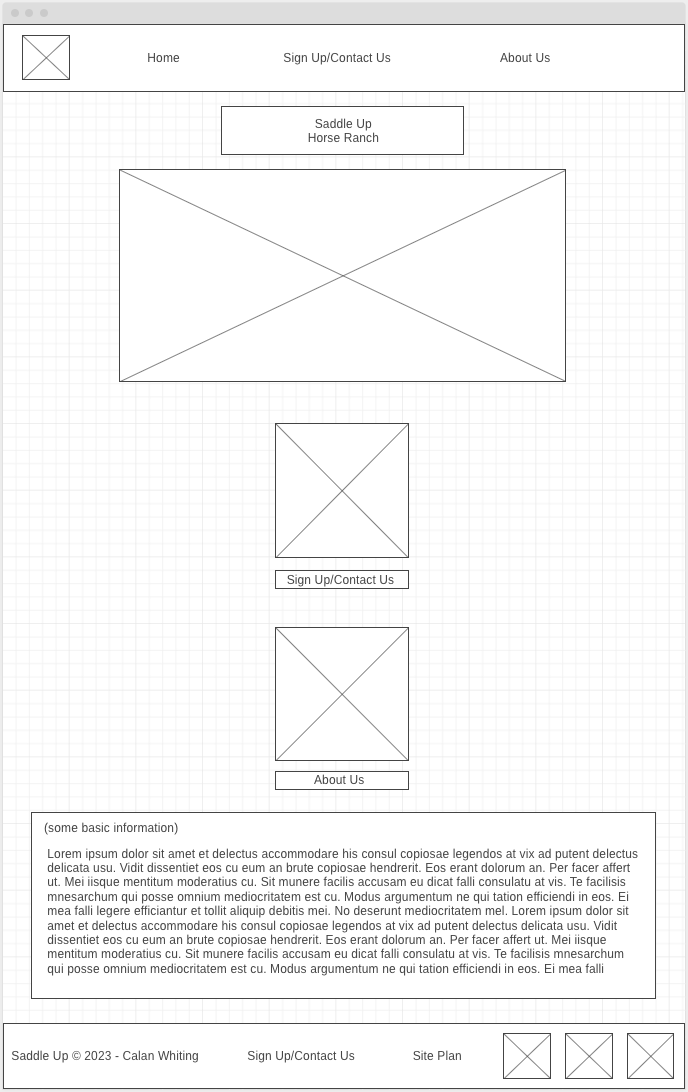 Home Sign Up/Contact Us About Us
Saddle Up
Horse Ranch
Sign Up/Contact Us
About Us
(some basic information)
Lorem ipsum dolor sit amet et delectus accommodare his consul copiosae legendos at vix ad putent delectus
delicata usu. Vidit dissentiet eos cu eum an brute copiosae hendrerit. Eos erant dolorum an. Per facer affert
ut. Mei iisque mentitum moderatius cu. Sit munere facilis accusam eu dicat falli consulatu at vis. Te facilisis
mnesarchum qui posse omnium mediocritatem est cu. Modus argumentum ne qui tation efficiendi in eos. Ei
mea falli legere efficiantur et tollit aliquip debitis mei. No deserunt mediocritatem mel. Lorem ipsum dolor sit
amet et delectus accommodare his consul copiosae legendos at vix ad putent delectus delicata usu. Vidit
dissentiet eos cu eum an brute copiosae hendrerit. Eos erant dolorum an. Per facer affert ut. Mei iisque
mentitum moderatius cu. Sit munere facilis accusam eu dicat falli consulatu at vis. Te facilisis mnesarchum
qui posse omnium mediocritatem est cu. Modus argumentum ne qui tation efficiendi in eos. Ei mea falli
Saddle Up © 2023 - Calan Whiting Sign Up/Contact Us Site Plan